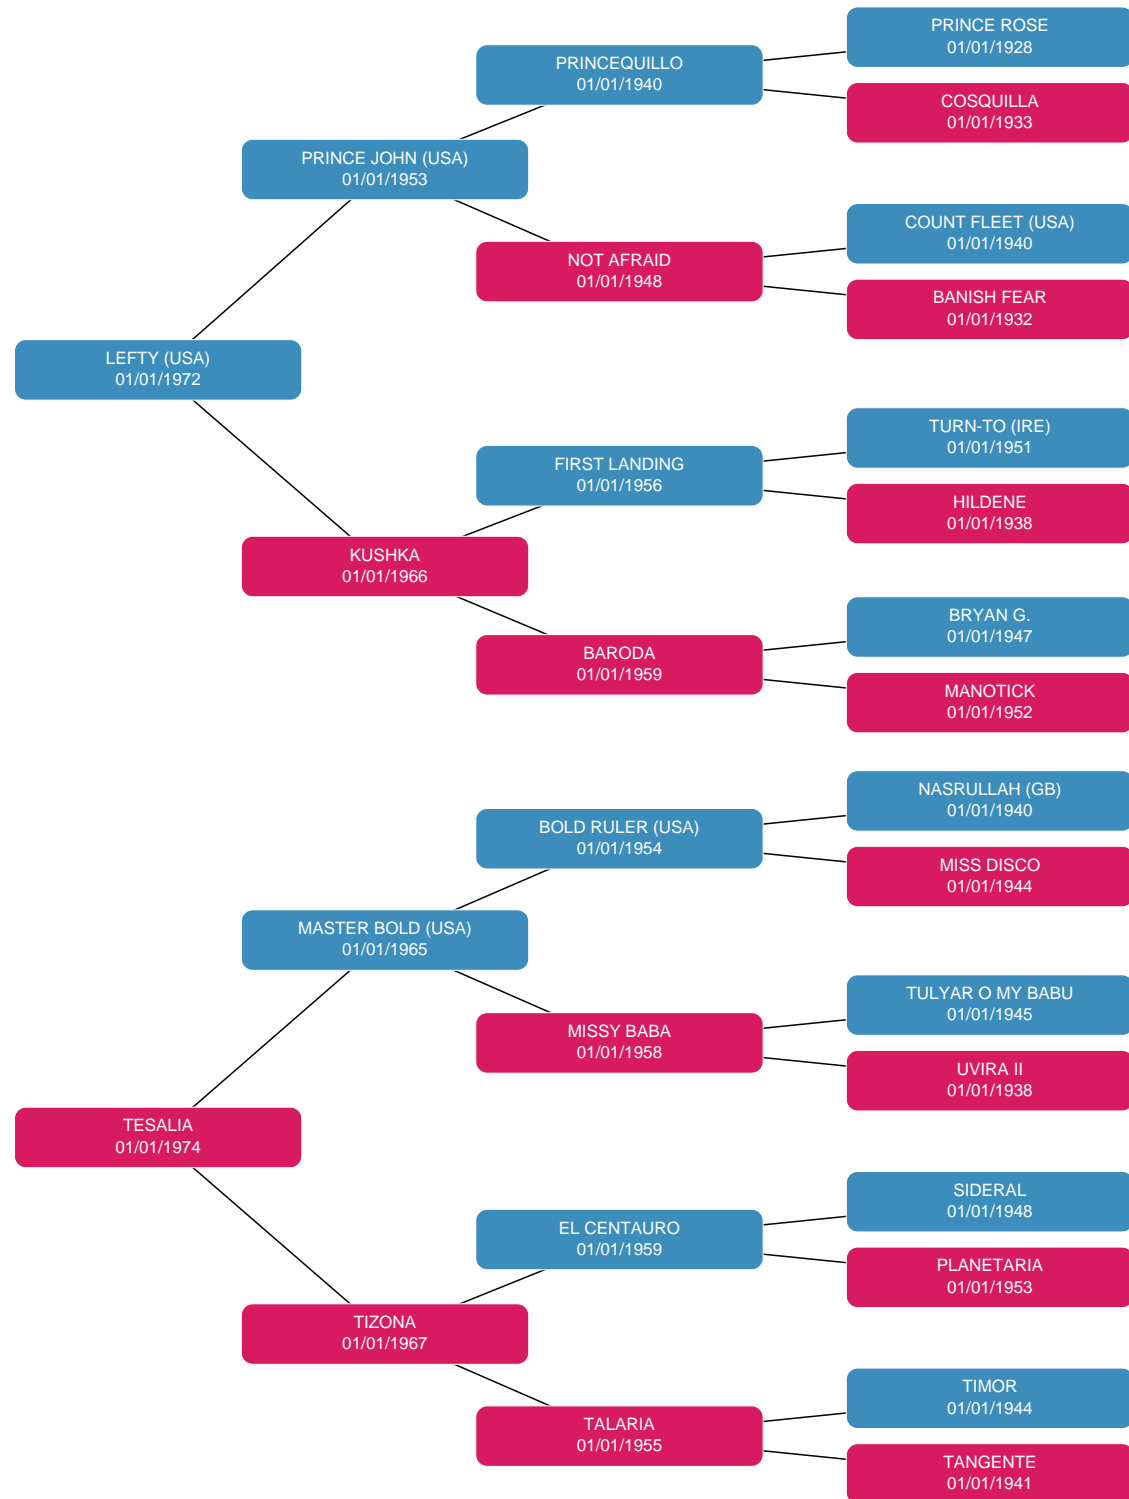 PRINCE ROSE
01/01/1928
PRINCEQUILLO
01/01/1940
COSQUILLA
01/01/1933
PRINCE JOHN (USA)
01/01/1953
COUNT FLEET (USA)
01/01/1940
NOT AFRAID
01/01/1948
BANISH FEAR
01/01/1932
LEFTY (USA)
01/01/1972
TURN-TO (IRE)
01/01/1951
FIRST LANDING
01/01/1956
HILDENE
01/01/1938
KUSHKA
01/01/1966
BRYAN G.
01/01/1947
BARODA
01/01/1959
MANOTICK
01/01/1952
NASRULLAH (GB)
01/01/1940
BOLD RULER (USA)
01/01/1954
MISS DISCO
01/01/1944
MASTER BOLD (USA)
01/01/1965
TULYAR O MY BABU
01/01/1945
MISSY BABA
01/01/1958
UVIRA II
01/01/1938
TESALIA
01/01/1974
SIDERAL
01/01/1948
EL CENTAURO
01/01/1959
PLANETARIA
01/01/1953
TIZONA
01/01/1967
TIMOR
01/01/1944
TALARIA
01/01/1955
TANGENTE
01/01/1941